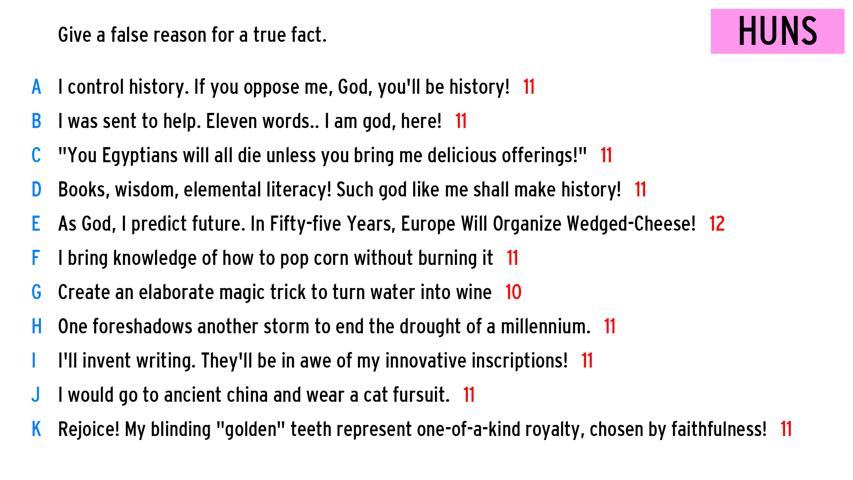 Give a false reason for a true fact.
HUNS
A I control history. If you oppose me, God, you'll be history! 11
B I was sent to help. Eleven words.. I am god, here! 11
C "You Egyptians will all die unless you bring me delicious offerings!" 11
D Books, wisdom, elemental literacy! Such god like me shall make history! 11
E As God, I predict future. In Fifty-five Years, Europe Will Organize Wedged-Cheese! 12
F I bring knowledge of how to pop corn without burning it 11
G Create an elaborate magic trick to turn water into wine 10
H One foreshadows another storm to end the drought of a millennium. 11
I I'll invent writing. They'll be in awe of my innovative inscriptions! 11
J I would go to ancient china and wear a cat fursuit. 11
K Rejoice! My blinding "golden" teeth represent one-of-a-kind royalty, chosen by faithfulness! 11